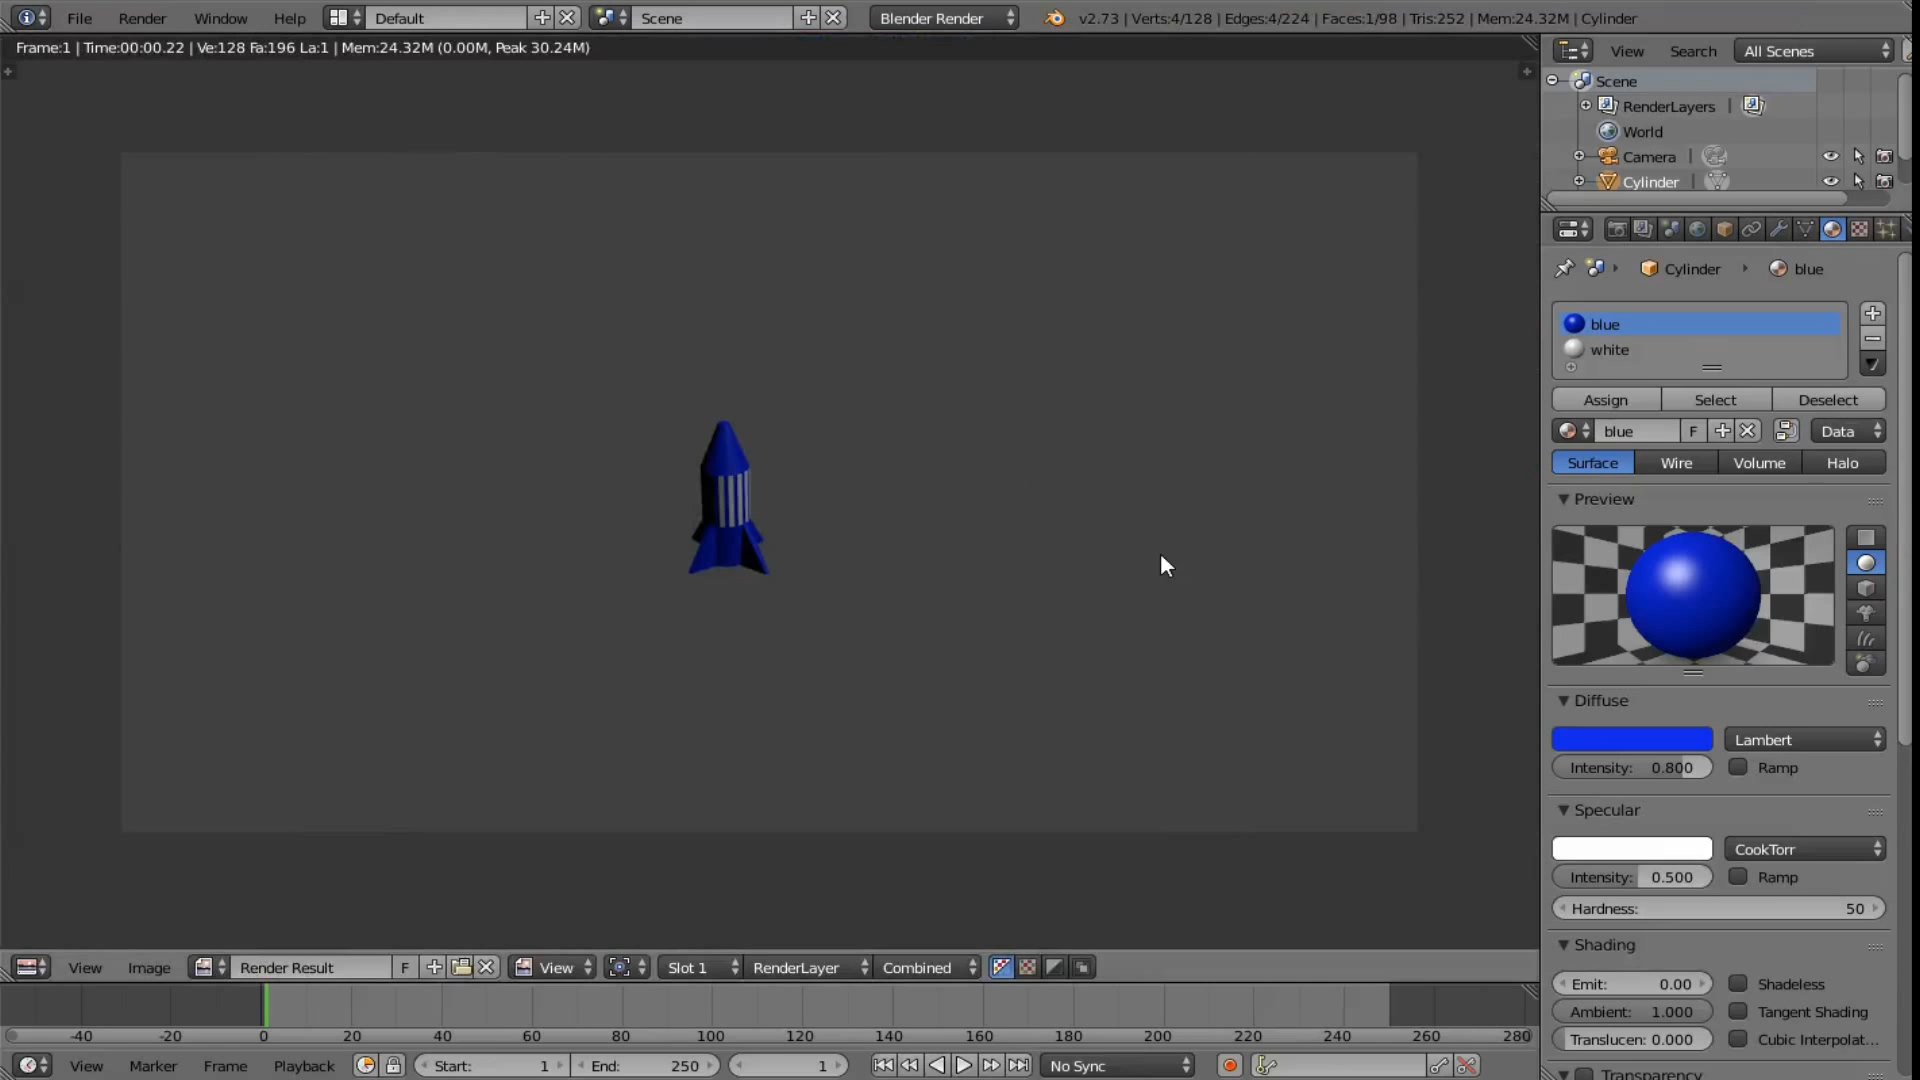 File Render Window Help Default Scene Blender Render v2.73 | Verts:4/128 | Edges:4/224 | Faces:1/98 | Tris:252 | Mem:24.32M | Cylinder
Frame:1 | Time:00:00.22 | Ve:128 Fa:196 La:1 | Mem:24.32M (0.00M, Peak 30.24M)
View Search All Scenes
Scene
RenderLayers |
World
Camera |
Cylinder |
Cylinder blue
blue
white
Assign Select Deselect
blue F Data
Surface Wire Volume Halo
Preview
Diffuse
Lambert
Intensity: 0.800 Ramp
Specular
CookTorr
Intensity: 0.500 Ramp
Hardness: 50
Shading
Emit: 0.00 Shadeless
Ambient: 1.000 Tangent Shading
Translucen: 0.000 Cubic Interpolat...
Transparency
View Image Render Result F View Slot 1 RenderLayer Combined
-40 -20 0 20 40 60 80 100 120 140 160 180 200 220 240 260 280
View Marker Frame Playback Start: 1 End: 250 1 No Sync